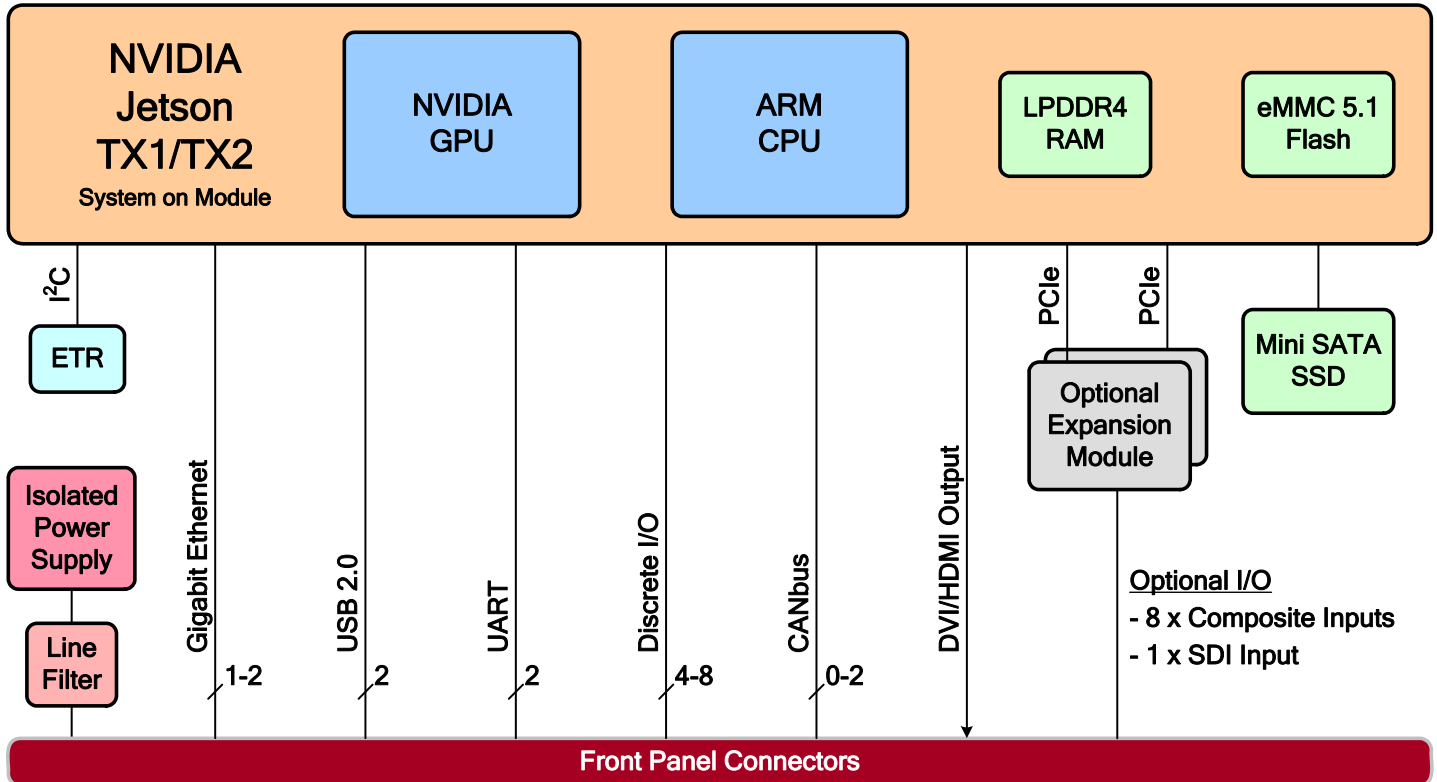 NVIDIA
Jetson
TX1/TX2
System on Module
NVIDIA
GPU
ARM
CPU
LPDDR4
RAM
eMMC 5.1
Flash
I²C
PCIe
PCIe
ETR
Mini SATA
SSD
Optional
Expansion
Module
Isolated
Power
Supply
Line
Filter
Gigabit Ethernet
1-2
USB 2.0
2
UART
2
Discrete I/O
4-8
CANbus
0-2
DVI/HDMI Output
Optional I/O
- 8 x Composite Inputs
- 1 x SDI Input
Front Panel Connectors